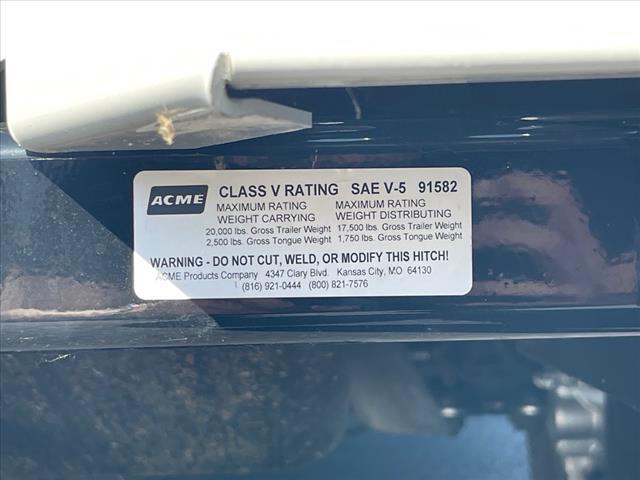 ACME CLASS V RATING SAE V-5 91582
MAXIMUM RATING MAXIMUM RATING
WEIGHT CARRYING WEIGHT DISTRIBUTING
20,000 lbs. Gross Trailer Weight 17,500 lbs. Gross Trailer Weight
2,500 lbs. Gross Tongue Weight 1,750 lbs. Gross Tongue Weight
WARNING - DO NOT CUT, WELD, OR MODIFY THIS HITCH!
ACME Products Company 4347 Clary Blvd. Kansas City, MO 64130
(816) 921-0444 (800) 821-7576